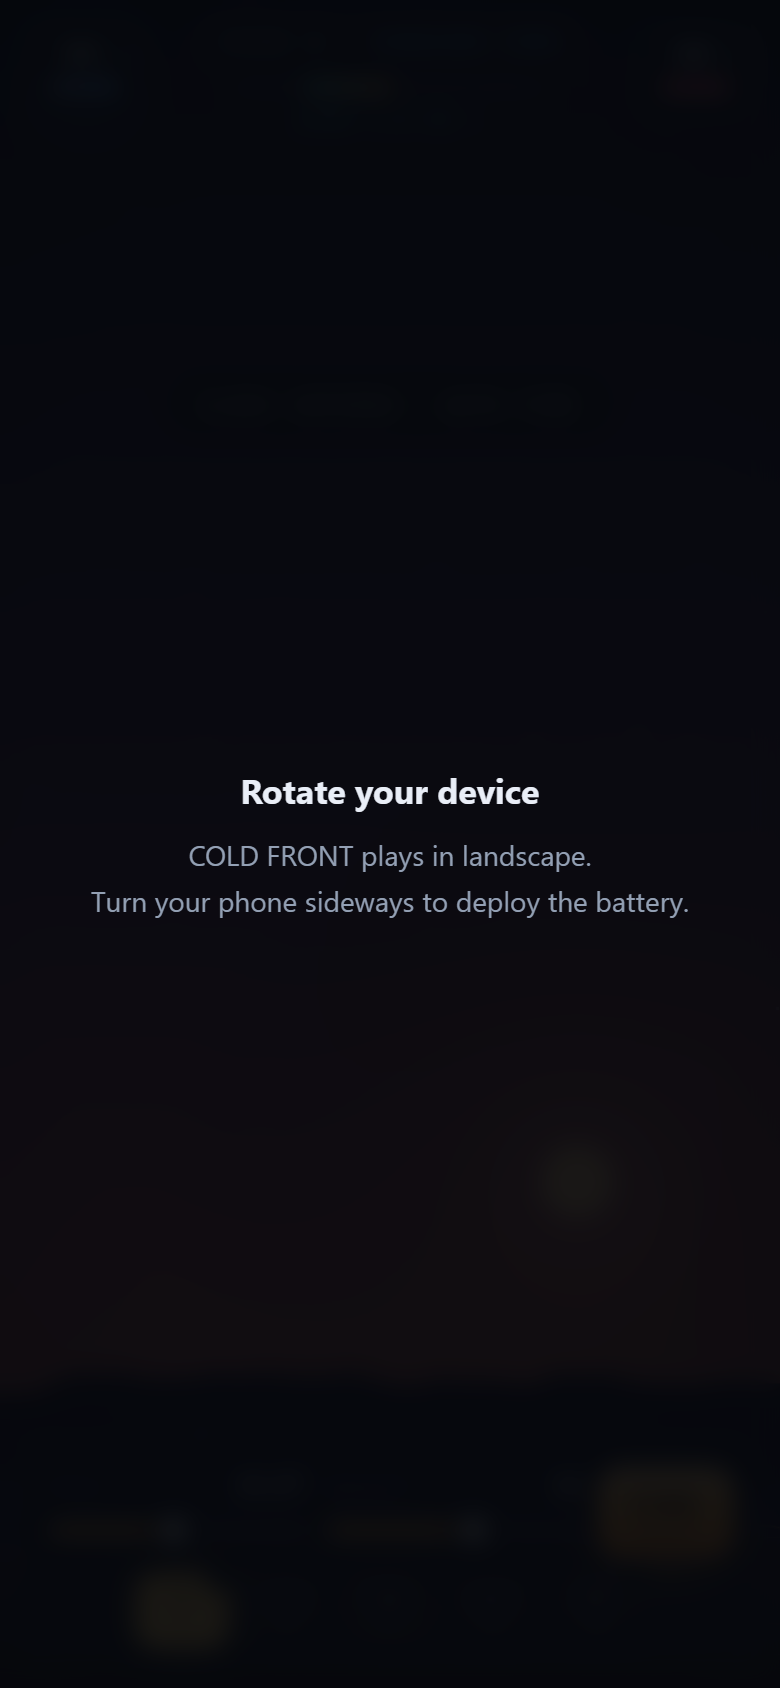 Rotate your device
COLD FRONT plays in landscape.
Turn your phone sideways to deploy the battery.